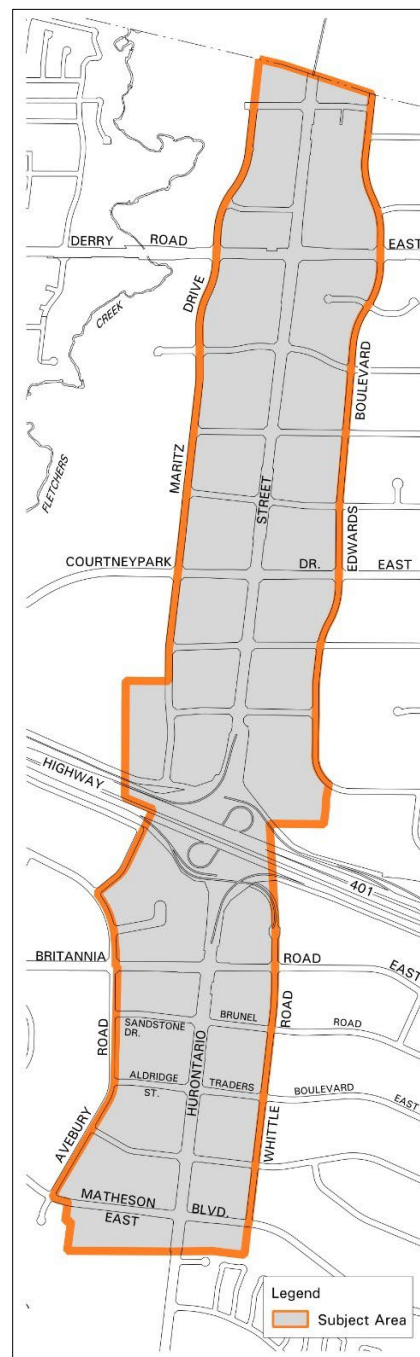 DERRY ROAD EAST
DRIVE
CREEK
BOULEVARD
MARITZ
FLETCHERS
STREET
EDWARDS
COURTNEYPARK DR. EAST
HIGHWAY
401
BRITANNIA ROAD EAST
ROAD
SANDSTONE DR.
BRUNEL ROAD
ROAD
HURONTARIO
ALDRIDGE ST.
TRADERS BOULEVARD EAST
WHITTLE
AVEBURY
MATHESON BLVD.
EAST
Legend
Subject Area